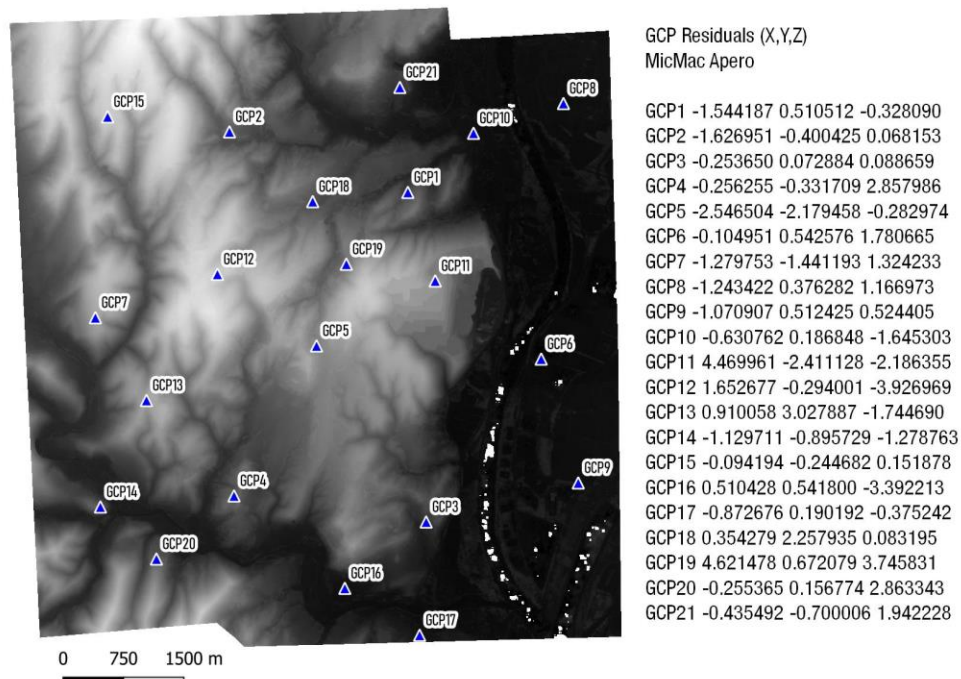 GCP Residuals (X,Y,Z)
MicMac Apero
GCP1 -1.544187 0.510512 -0.328090
GCP2 -1.626951 -0.400425 0.068153
GCP3 -0.253650 0.072884 0.088659
GCP4 -0.256255 -0.331709 2.857986
GCP5 -2.546504 -2.179458 -0.282974
GCP6 -0.104951 0.542576 1.780665
GCP7 -1.279753 -1.441193 1.324233
GCP8 -1.243422 0.376282 1.166973
GCP9 -1.070907 0.512425 0.524405
GCP10 -0.630762 0.186848 -1.645303
GCP11 4.469961 -2.411128 -2.186355
GCP12 1.652677 -0.294001 -3.926969
GCP13 0.910058 3.027887 -1.744690
GCP14 -1.129711 -0.895729 -1.278763
GCP15 -0.094194 -0.244682 0.151878
GCP16 0.510428 0.541800 -3.392213
GCP17 -0.872676 0.190192 -0.375242
GCP18 0.354279 2.257935 0.083195
GCP19 4.621478 0.672079 3.745831
GCP20 -0.255365 0.156774 2.863343
GCP21 -0.435492 -0.700006 1.942228
GCP21
GCP8
GCP15
GCP2
GCP10
GCP18
GCP1
GCP19
GCP12
GCP11
GCP7
GCP5
GCP6
GCP13
GCP9
GCP4
GCP14
GCP3
GCP20
GCP16
GCP17
0 750 1500 m